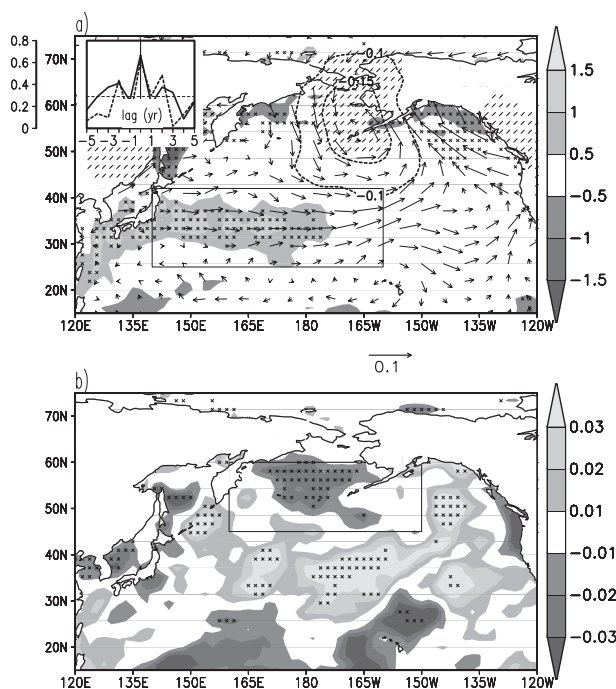 a)
0.8
0.6
0.4
0.2
0
lag (yr)
−5 −3 −1 1 3 5
70N
60N
50N
40N
30N
20N
−0.1
−0.15
−0.1
1.5
1
0.5
−0.5
−1
−1.5
120E 135E 150E 165E 180 165W 150W 135W 120W
0.1
b)
70N
60N
50N
40N
30N
20N
0.03
0.02
0.01
−0.01
−0.02
−0.03
120E 135E 150E 165E 180 165W 150W 135W 120W